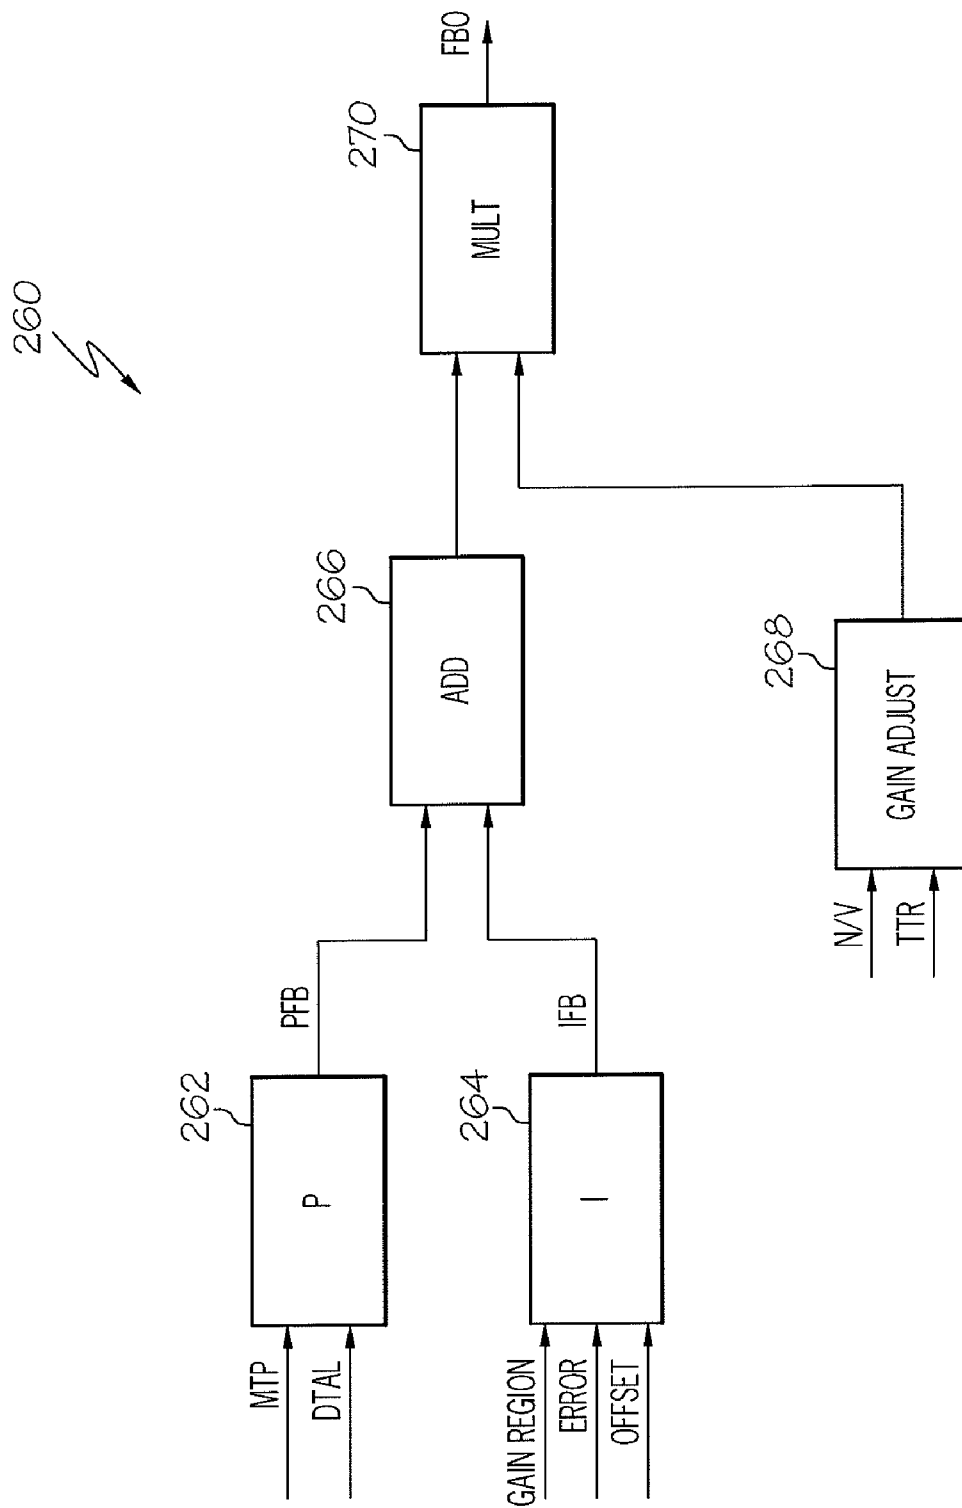 260
MTP
DTAL
262
P
PFB
GAIN REGION
ERROR
OFFSET
264
I
IFB
266
ADD
N/V
TTR
268
GAIN ADJUST
270
MULT
FBO